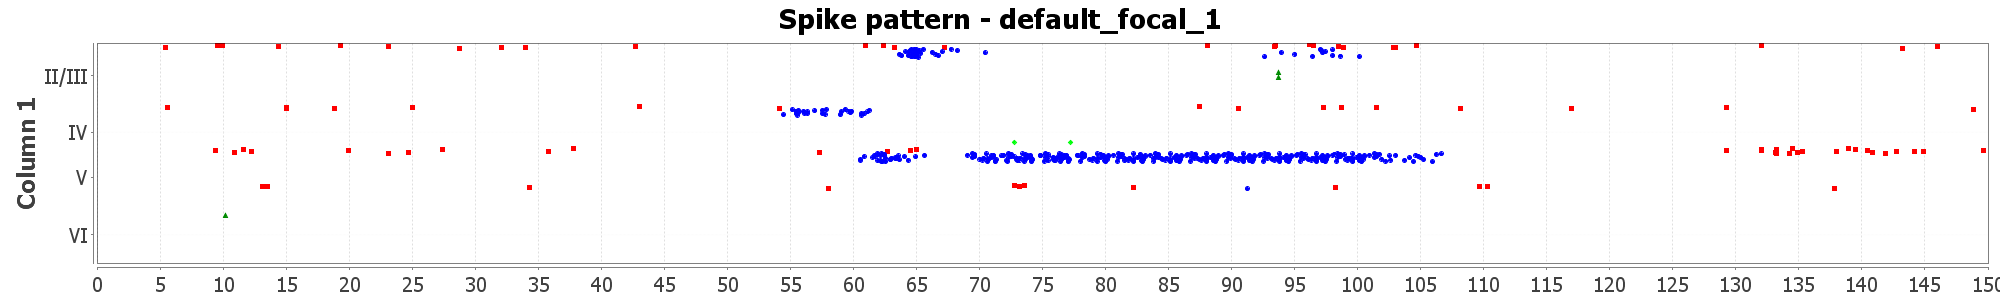 Spike pattern - default_focal_1
Column 1
II/III
IV
V
VI
0 5 10 15 20 25 30 35 40 45 50 55 60 65 70 75 80 85 90 95 100 105 110 115 120 125 130 135 140 145 150